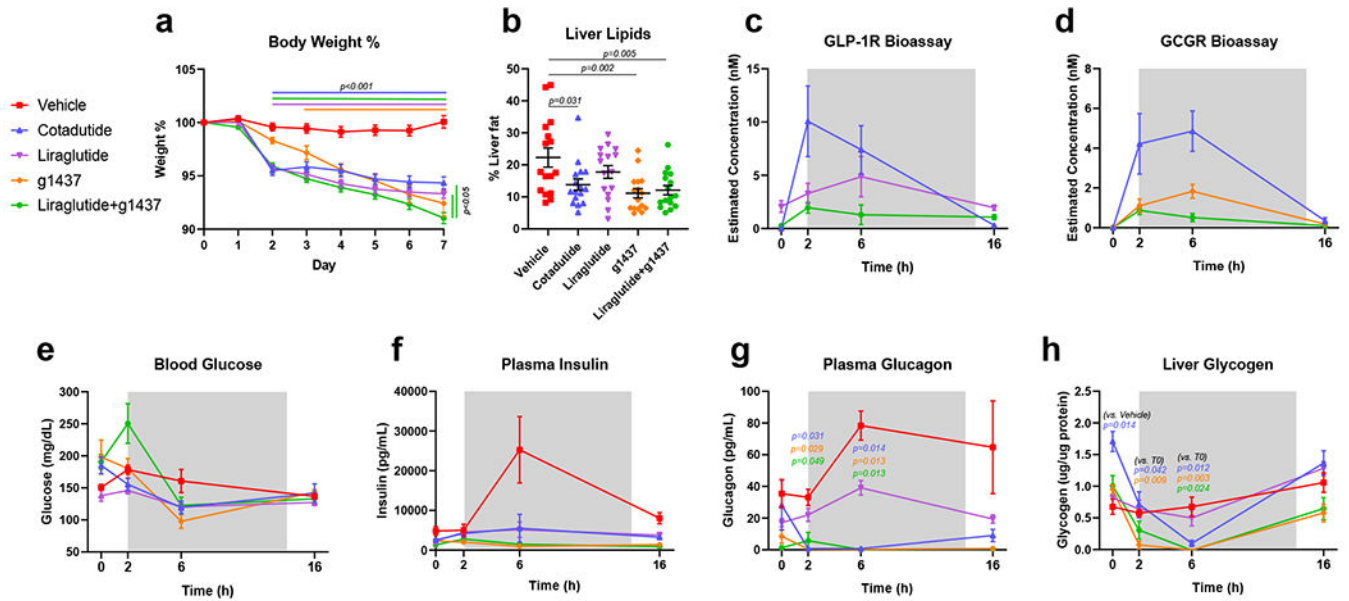 a
Body Weight %
Vehicle
Cotadutide
Liraglutide
g1437
Liraglutide+g1437
105
100
95
90
Weight %
p<0.001
p<0.05
0 1 2 3 4 5 6 7
Day
b
Liver Lipids
p=0.005
p=0.002
p=0.031
50
40
30
20
10
0
% Liver fat
Vehicle
Cotadutide
Liraglutide
g1437
Liraglutide+g1437
c
GLP-1R Bioassay
15
10
5
0
Estimated Concentration (nM)
0 2 6 16
Time (h)
d
GCGR Bioassay
8
6
4
2
0
Estimated Concentration (nM)
0 2 6 16
Time (h)
e
Blood Glucose
300
250
200
150
100
50
Glucose (mg/dL)
0 2 6 16
Time (h)
f
Plasma Insulin
40000
30000
20000
10000
0
Insulin (pg/mL)
0 2 6 16
Time (h)
g
Plasma Glucagon
100
80
60
40
20
0
Glucagon (pg/mL)
p=0.031
p=0.029
p=0.049
p=0.014
p=0.013
p=0.013
0 2 6 16
Time (h)
h
Liver Glycogen
2.5
2.0
1.5
1.0
0.5
0.0
Glycogen (ug/ug protein)
(vs. Vehicle)
p=0.014
(vs. T0)
p=0.042
p=0.009
(vs. T0)
p=0.012
p=0.003
p=0.024
0 2 6 16
Time (h)